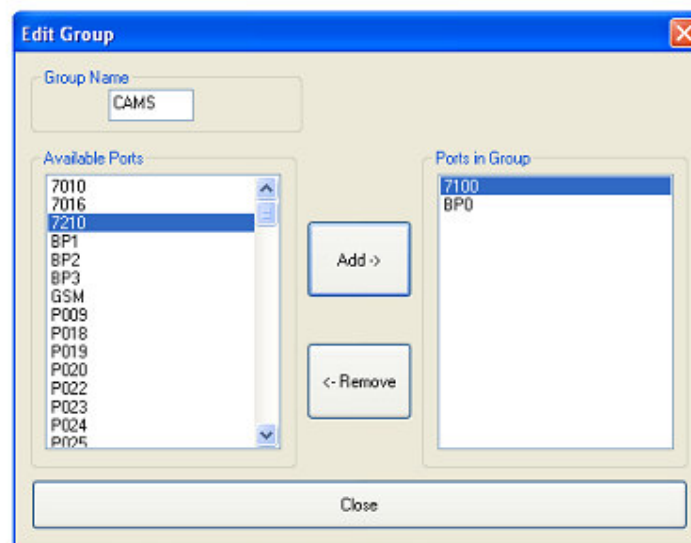 Edit Group
Group Name
CAMS
Available Ports
7010
7016
7210
BP1
BP2
BP3
GSM
P009
P018
P019
P020
P022
P023
P024
P025
Add ->
<- Remove
Ports in Group
7100
BP0
Close